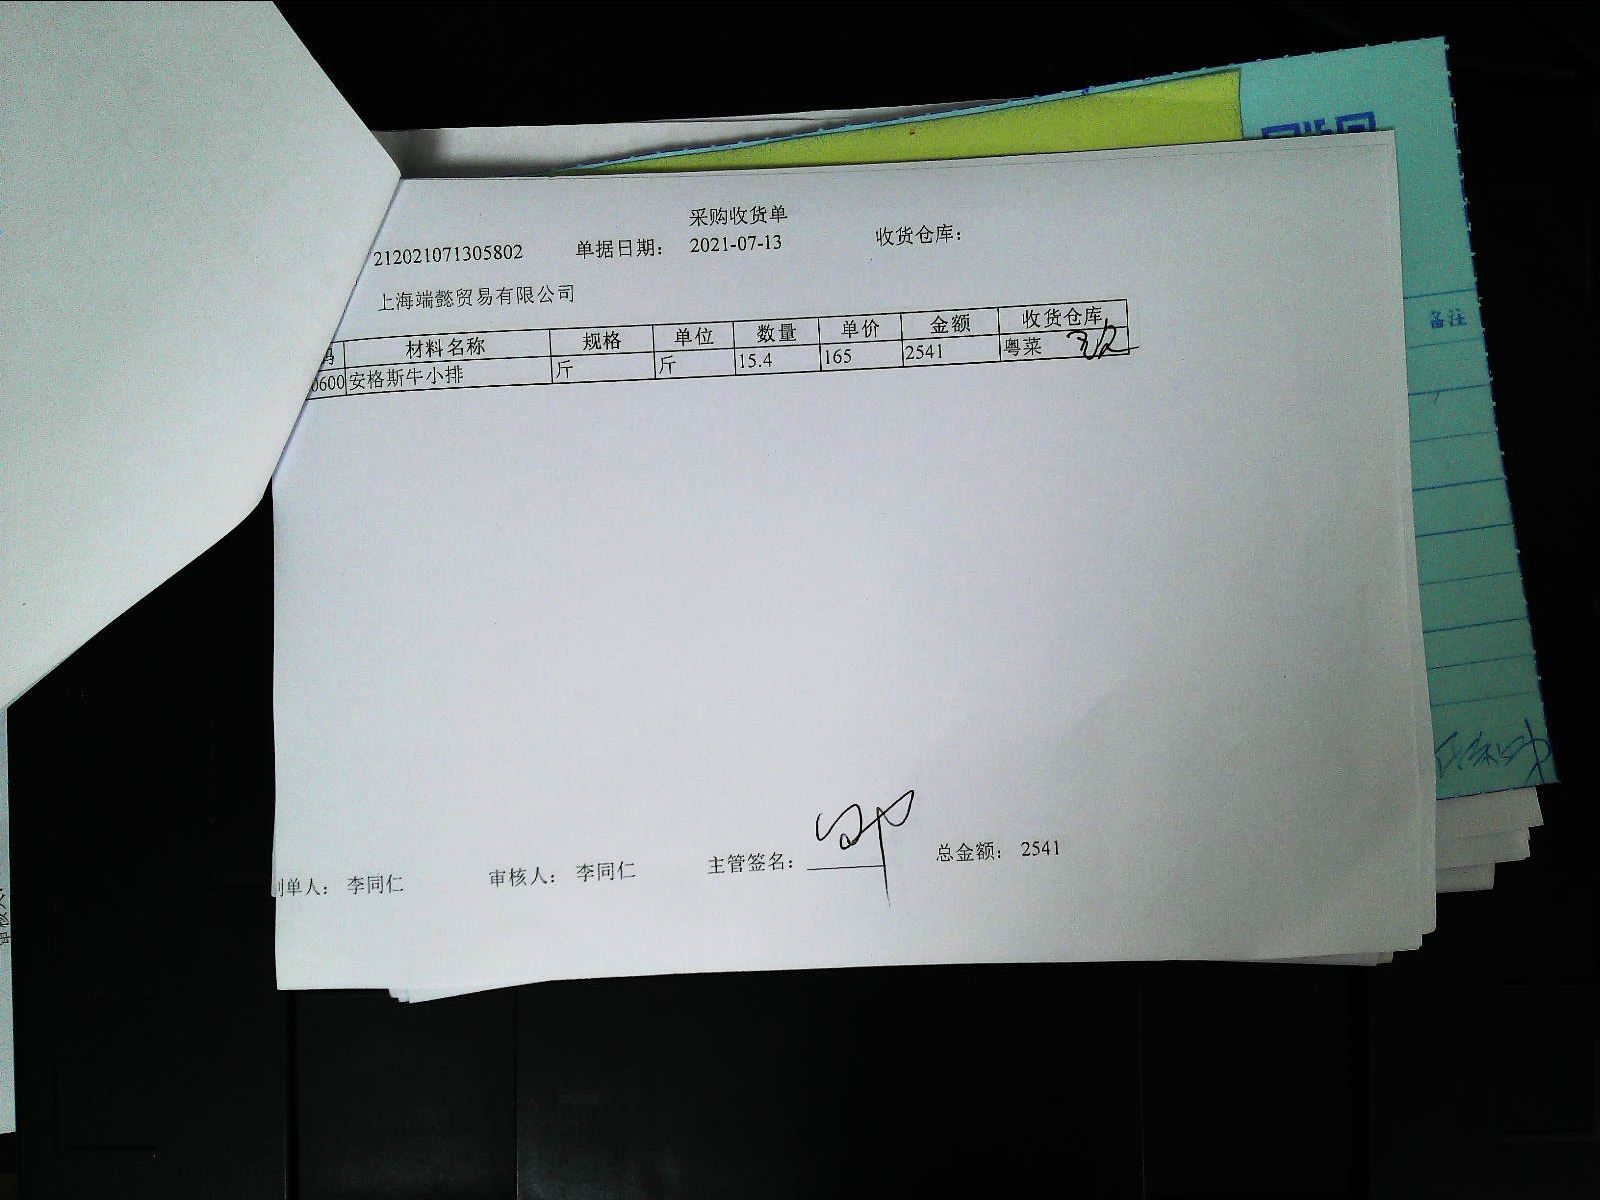 采购收货单
212021071305802 单据日期： 2021-07-13 收货仓库：
上海端懿贸易有限公司
码 材料名称 规格 单位 数量 单价 金额 收货仓库
0600 安格斯牛小排 斤 斤 15.4 165 2541 粤菜
制单人： 李同仁 审核人： 李同仁 主管签名： 总金额： 2541
备注